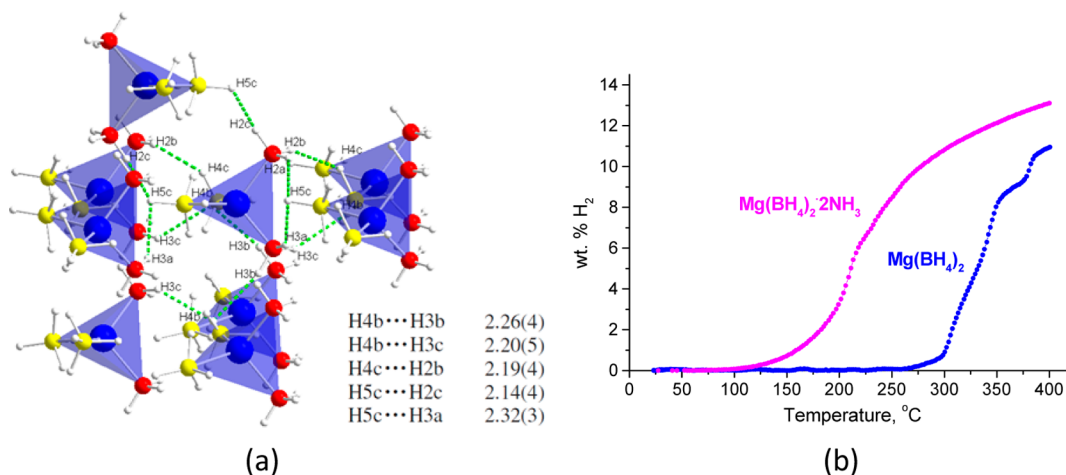 H5c
H2c
H2b
H2c
H4c
H2b
H4c
H2a
H5c
H4b
H5c
H4b
H3c
H3a
H3b
H3a
H3c
H3b
H4b
H4b···H3b 2.26(4)
H4b···H3c 2.20(5)
H4c···H2b 2.19(4)
H5c···H2c 2.14(4)
H5c···H3a 2.32(3)
(a)
14
12
10
8
6
4
2
0
wt. % H2
Mg(BH4)2·2NH3
Mg(BH4)2
0 50 100 150 200 250 300 350 400
Temperature, °C
(b)